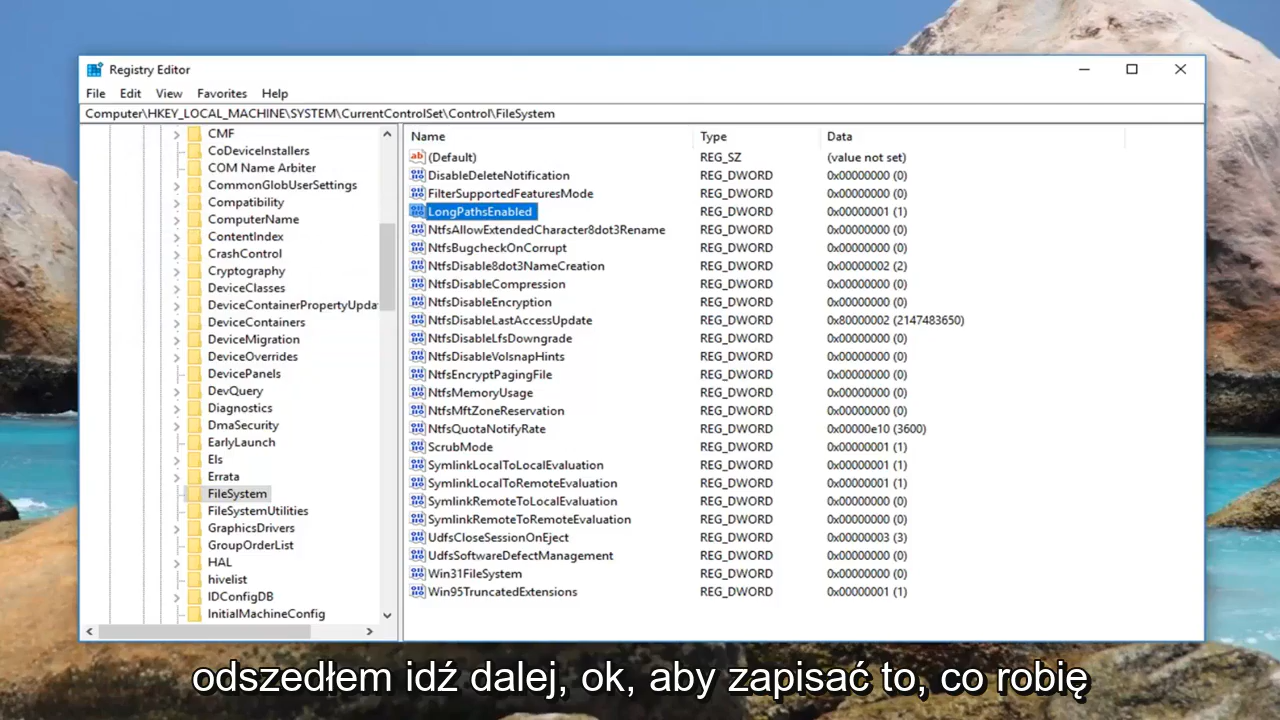 Registry Editor
File Edit View Favorites Help
Computer\HKEY_LOCAL_MACHINE\SYSTEM\CurrentControlSet\Control\FileSystem
CMF
CoDeviceInstallers
COM Name Arbiter
CommonGlobUserSettings
Compatibility
ComputerName
ContentIndex
CrashControl
Cryptography
DeviceClasses
DeviceContainerPropertyUpda
DeviceContainers
DeviceMigration
DeviceOverrides
DevicePanels
DevQuery
Diagnostics
DmaSecurity
EarlyLaunch
Els
Errata
FileSystem
FileSystemUtilities
GraphicsDrivers
GroupOrderList
HAL
hivelist
IDConfigDB
InitialMachineConfig
Name Type Data
(Default) REG_SZ (value not set)
DisableDeleteNotification REG_DWORD 0x00000000 (0)
FilterSupportedFeaturesMode REG_DWORD 0x00000000 (0)
LongPathsEnabled REG_DWORD 0x00000001 (1)
NtfsAllowExtendedCharacter8dot3Rename REG_DWORD 0x00000000 (0)
NtfsBugcheckOnCorrupt REG_DWORD 0x00000000 (0)
NtfsDisable8dot3NameCreation REG_DWORD 0x00000002 (2)
NtfsDisableCompression REG_DWORD 0x00000000 (0)
NtfsDisableEncryption REG_DWORD 0x00000000 (0)
NtfsDisableLastAccessUpdate REG_DWORD 0x80000002 (2147483650)
NtfsDisableLfsDowngrade REG_DWORD 0x00000000 (0)
NtfsDisableVolsnapHints REG_DWORD 0x00000000 (0)
NtfsEncryptPagingFile REG_DWORD 0x00000000 (0)
NtfsMemoryUsage REG_DWORD 0x00000000 (0)
NtfsMftZoneReservation REG_DWORD 0x00000000 (0)
NtfsQuotaNotifyRate REG_DWORD 0x00000e10 (3600)
ScrubMode REG_DWORD 0x00000001 (1)
SymlinkLocalToLocalEvaluation REG_DWORD 0x00000001 (1)
SymlinkLocalToRemoteEvaluation REG_DWORD 0x00000001 (1)
SymlinkRemoteToLocalEvaluation REG_DWORD 0x00000000 (0)
SymlinkRemoteToRemoteEvaluation REG_DWORD 0x00000000 (0)
UdfsCloseSessionOnEject REG_DWORD 0x00000003 (3)
UdfsSoftwareDefectManagement REG_DWORD 0x00000000 (0)
Win31FileSystem REG_DWORD 0x00000000 (0)
Win95TruncatedExtensions REG_DWORD 0x00000001 (1)
odszedłem idź dalej, ok, aby zapisać to, co robię